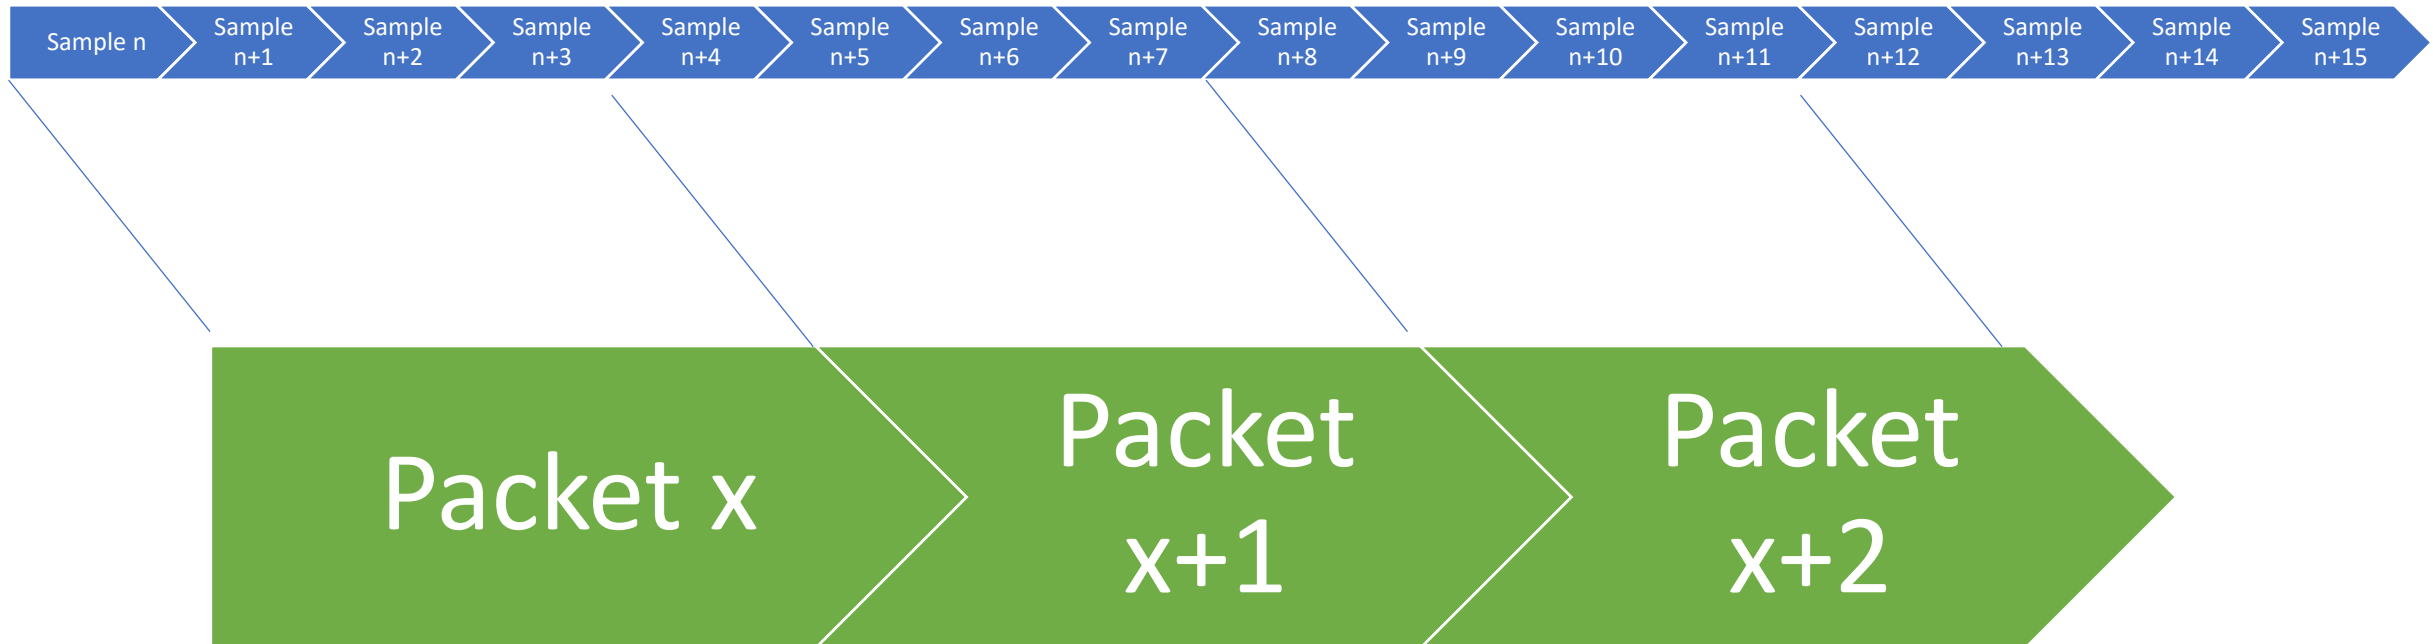 Sample n
Sample
n+1
Sample
n+2
Sample
n+3
Sample
n+4
Sample
n+5
Sample
n+6
Sample
n+7
Sample
n+8
Sample
n+9
Sample
n+10
Sample
n+11
Sample
n+12
Sample
n+13
Sample
n+14
Sample
n+15
Packet x
Packet
x+1
Packet
x+2